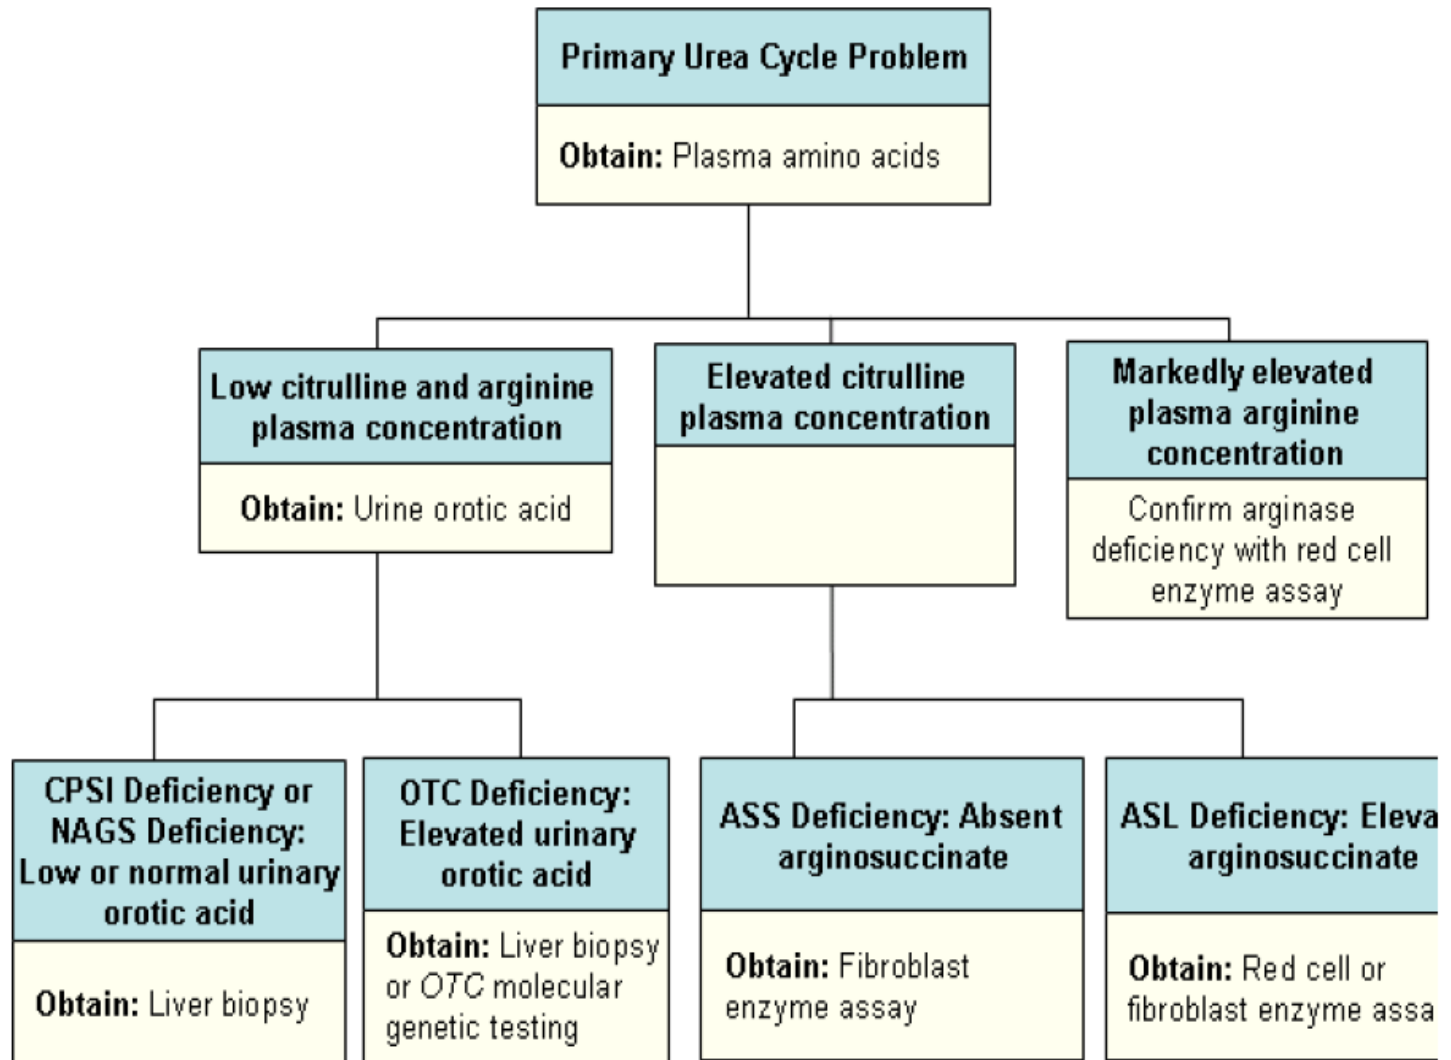 Primary Urea Cycle Problem
Obtain: Plasma amino acids
Low citrulline and arginine
plasma concentration
Obtain: Urine orotic acid
Elevated citrulline
plasma concentration
Markedly elevated
plasma arginine
concentration
Confirm arginase
deficiency with red cell
enzyme assay
CPSI Deficiency or
NAGS Deficiency:
Low or normal urinary
orotic acid
Obtain: Liver biopsy
OTC Deficiency:
Elevated urinary
orotic acid
Obtain: Liver biopsy
or OTC molecular
genetic testing
ASS Deficiency: Absent
arginosuccinate
Obtain: Fibroblast
enzyme assay
ASL Deficiency: Eleva
arginosuccinate
Obtain: Red cell or
fibroblast enzyme assa